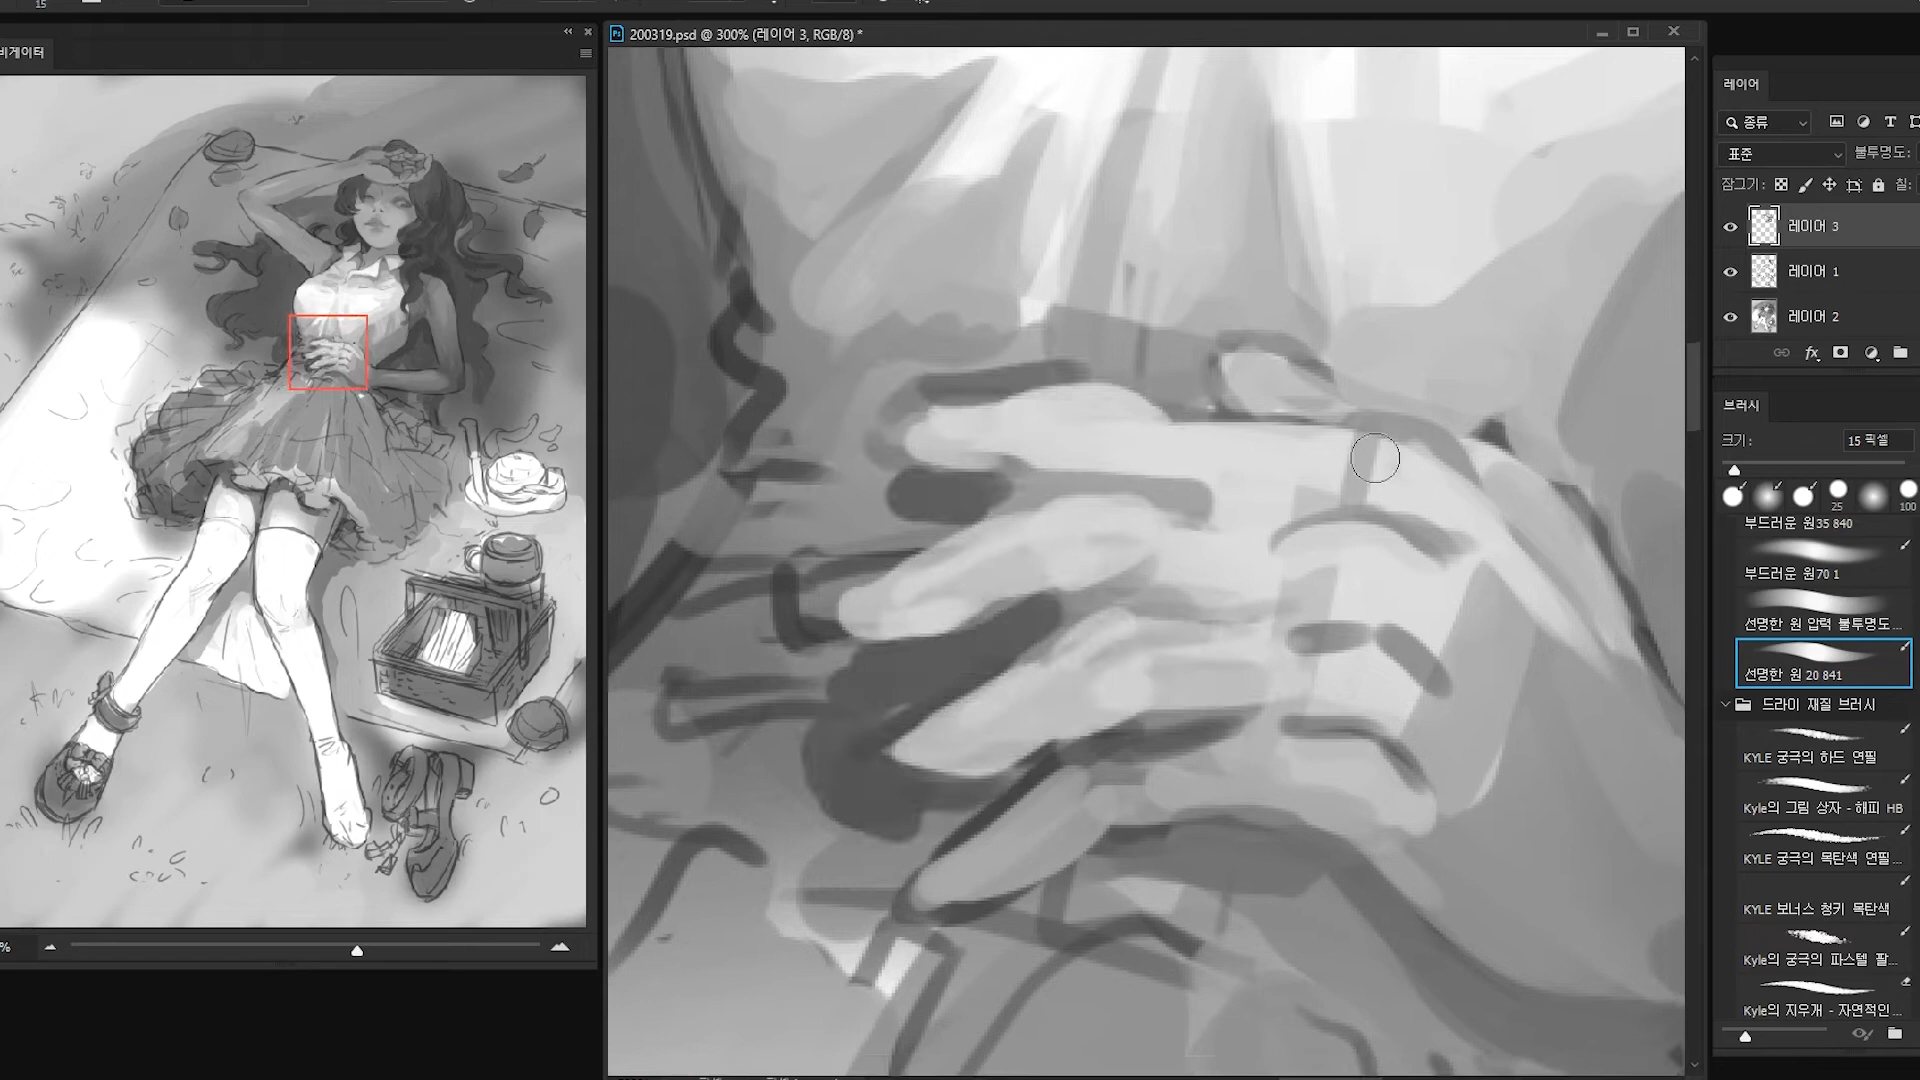 15
비게이터
200319.psd @ 300% (레이어 3, RGB/8) *
레이어
종류
표준
불투명도:
잠그기:
칠:
레이어 3
레이어 1
레이어 2
fx
브러시
크기:
15 픽셀
25
100
부드러운 원35 840
부드러운 원70 1
선명한 원 압력 불투명도...
선명한 원 20 841
드라이 재질 브러시
KYLE 궁극의 하드 연필
Kyle의 그림 상자 - 해피 HB
KYLE 궁극의 목탄색 연필...
KYLE 보너스 청키 목탄색
Kyle의 궁극의 파스텔 팔...
Kyle의 지우개 - 자연적인...
%